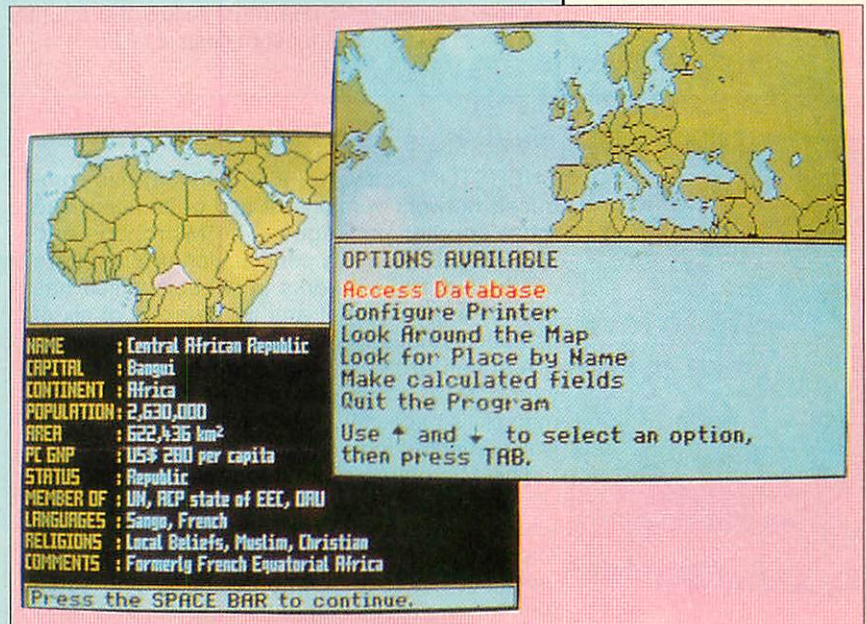 NAME : Central African Republic
CAPITAL : Bangui
CONTINENT : Africa
POPULATION : 2,630,000
AREA : 622,436 km²
PC GNP : US$ 280 per capita
STATUS : Republic
MEMBER OF : UN, ACP state of EEC, OAU
LANGUAGES : Sango, French
RELIGIONS : Local Beliefs, Muslim, Christian
COMMENTS : Formerly French Equatorial Africa
Press the SPACE BAR to continue.
OPTIONS AVAILABLE
Access Database
Configure Printer
Look Around the Map
Look for Place by Name
Make calculated fields
Quit the Program
Use ↑ and ↓ to select an option,
then press TAB.